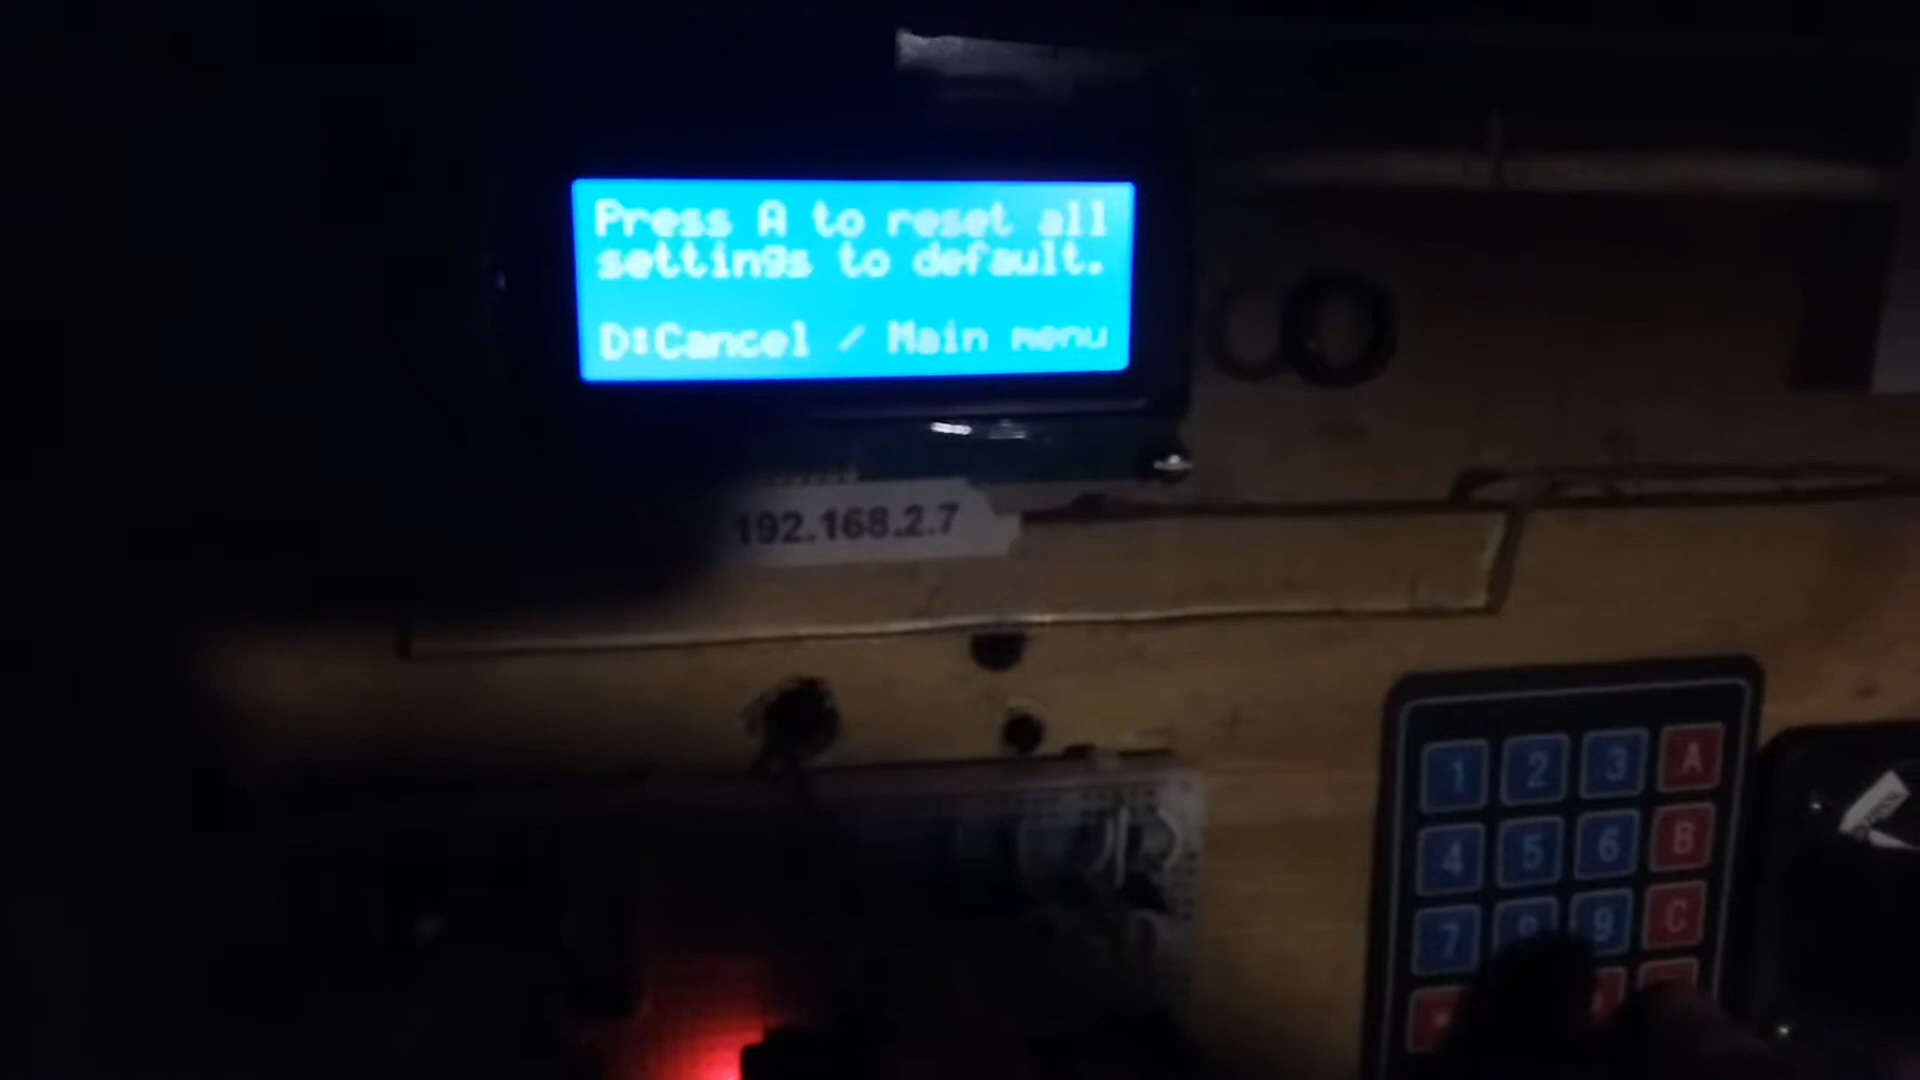 Press A to reset all
settings to default.
D:Cancel / Main menu
192.168.2.7
1 2 3 A
4 5 6 B
7 8 9 C